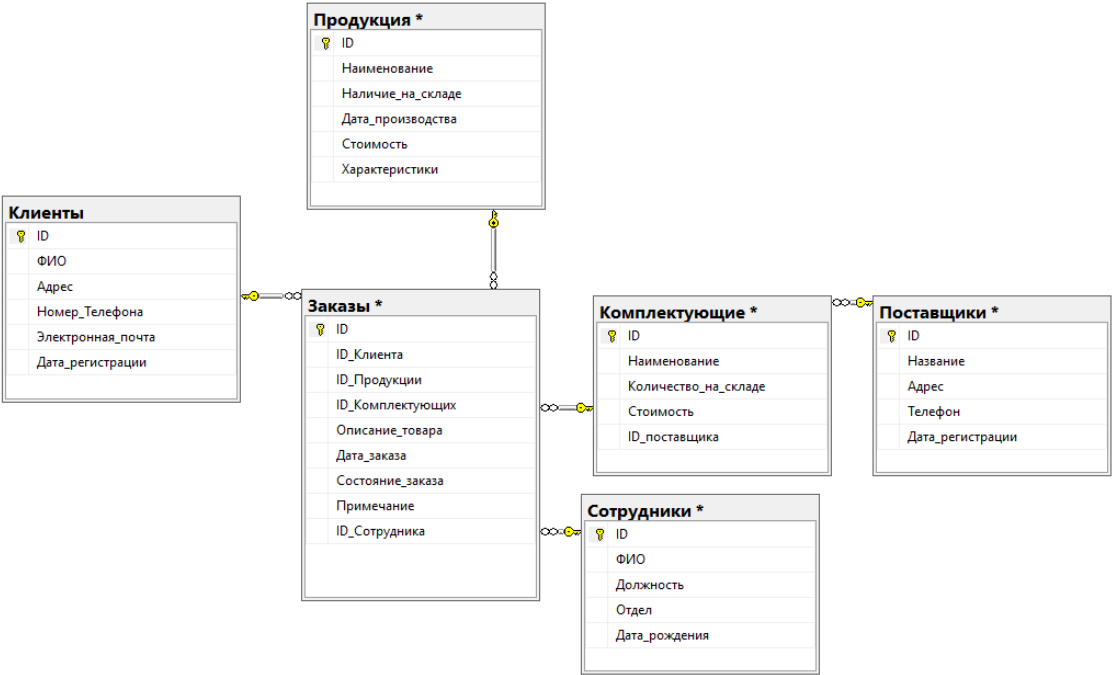 Продукция *
ID
Наименование
Наличие_на_складе
Дата_производства
Стоимость
Характеристики
Клиенты
ID
ФИО
Адрес
Номер_Телефона
Электронная_почта
Дата_регистрации
Заказы *
ID
ID_Клиента
ID_Продукции
ID_Комплектующих
Описание_товара
Дата_заказа
Состояние_заказа
Примечание
ID_Сотрудника
Комплектующие *
ID
Наименование
Количество_на_складе
Стоимость
ID_поставщика
Поставщики *
ID
Название
Адрес
Телефон
Дата_регистрации
Сотрудники *
ID
ФИО
Должность
Отдел
Дата_рождения